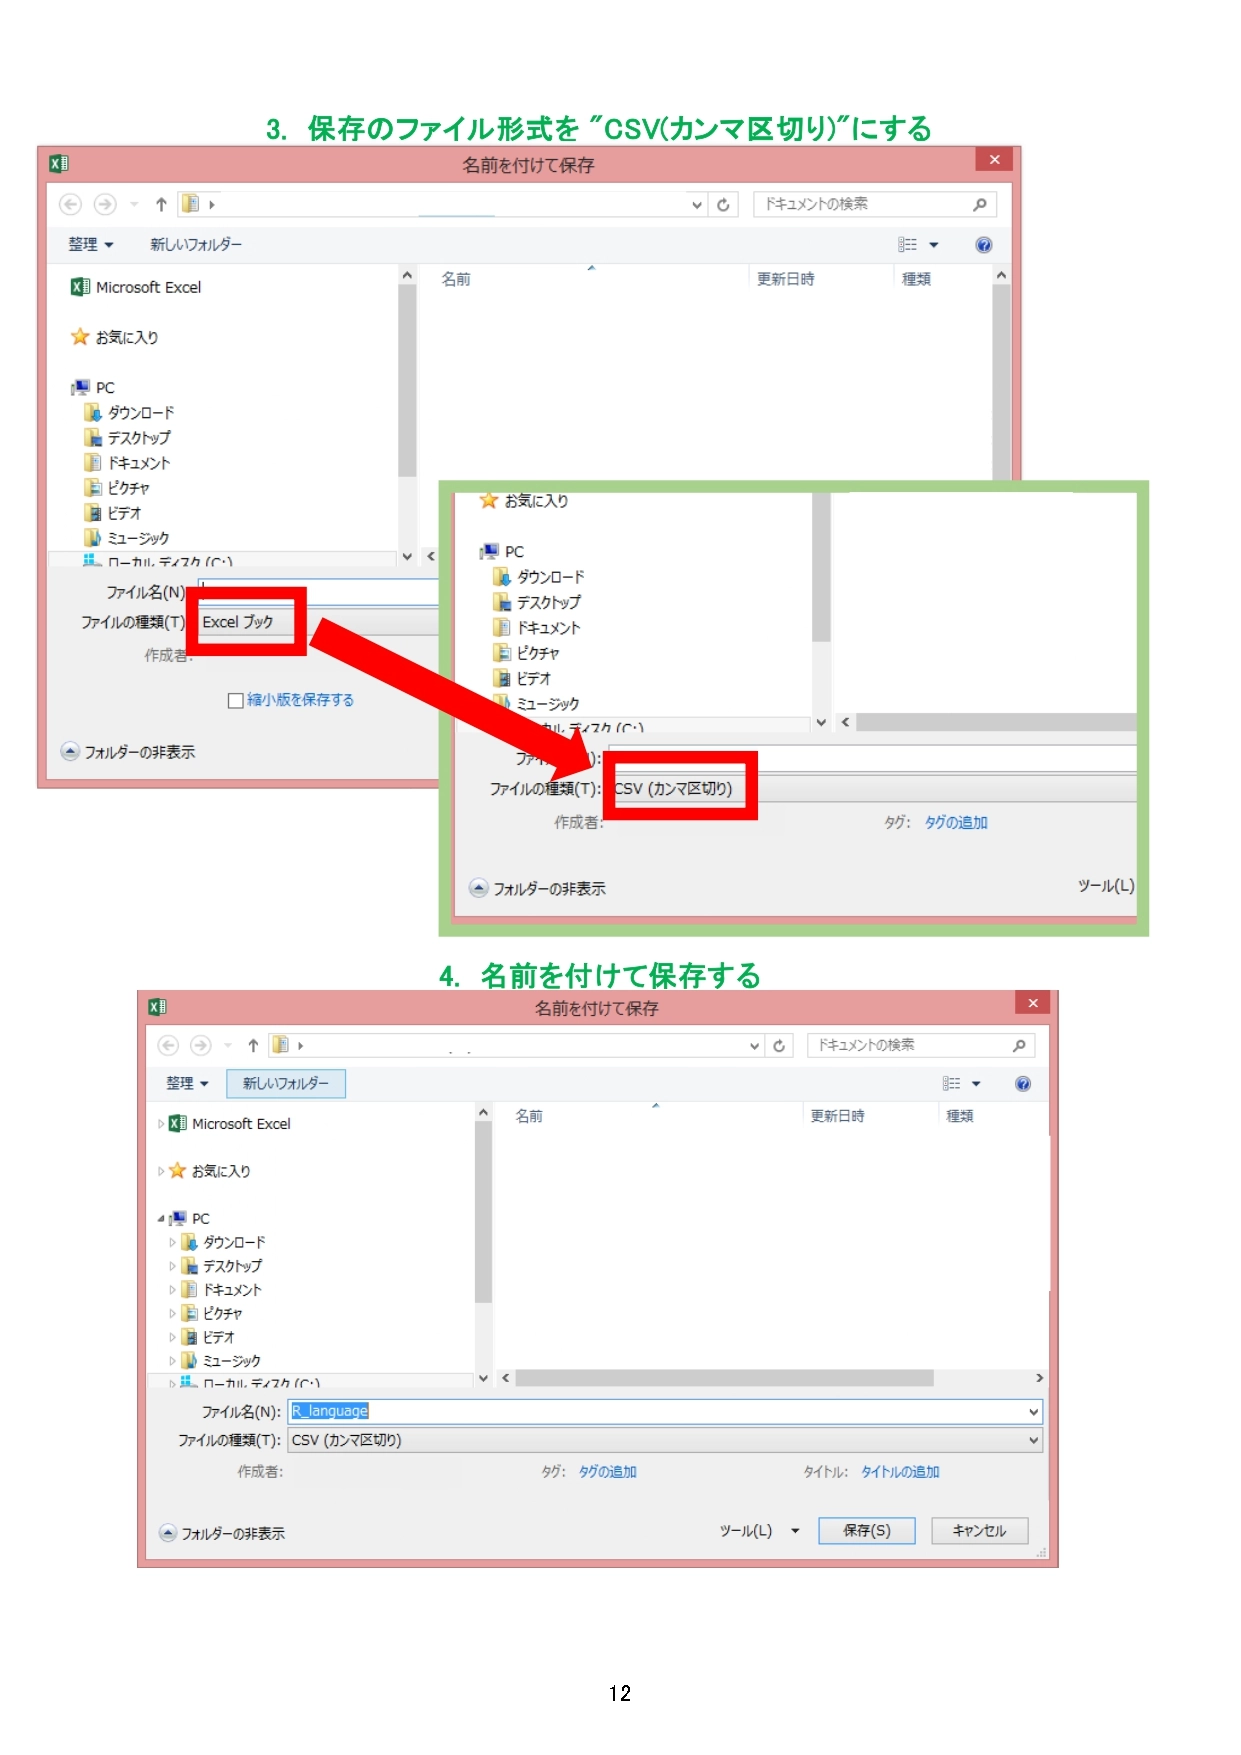 3. 保存のファイル形式を ″CSV(カンマ区切り)″にする
名前を付けて保存
ドキュメントの検索
整理 新しいフォルダー
名前 更新日時 種類
Microsoft Excel
お気に入り
PC
ダウンロード
デスクトップ
ドキュメント
ピクチャ
ビデオ
ミュージック
ローカル ディスク (C:)
ファイル名(N)
ファイルの種類(T) Excel ブック
作成者:
縮小版を保存する
フォルダーの非表示
お気に入り
PC
ダウンロード
デスクトップ
ドキュメント
ピクチャ
ビデオ
ミュージック
カル ディスク (C:)
ファイルの種類(T): CSV (カンマ区切り)
作成者: タグ: タグの追加
フォルダーの非表示 ツール(L)
4. 名前を付けて保存する
名前を付けて保存
ドキュメントの検索
整理 新しいフォルダー
名前 更新日時 種類
Microsoft Excel
お気に入り
PC
ダウンロード
デスクトップ
ドキュメント
ピクチャ
ビデオ
ミュージック
ローカル ディスク (C:)
ファイル名(N): R_language
ファイルの種類(T): CSV (カンマ区切り)
作成者: タグ: タグの追加 タイトル: タイトルの追加
フォルダーの非表示 ツール(L) 保存(S) キャンセル
12